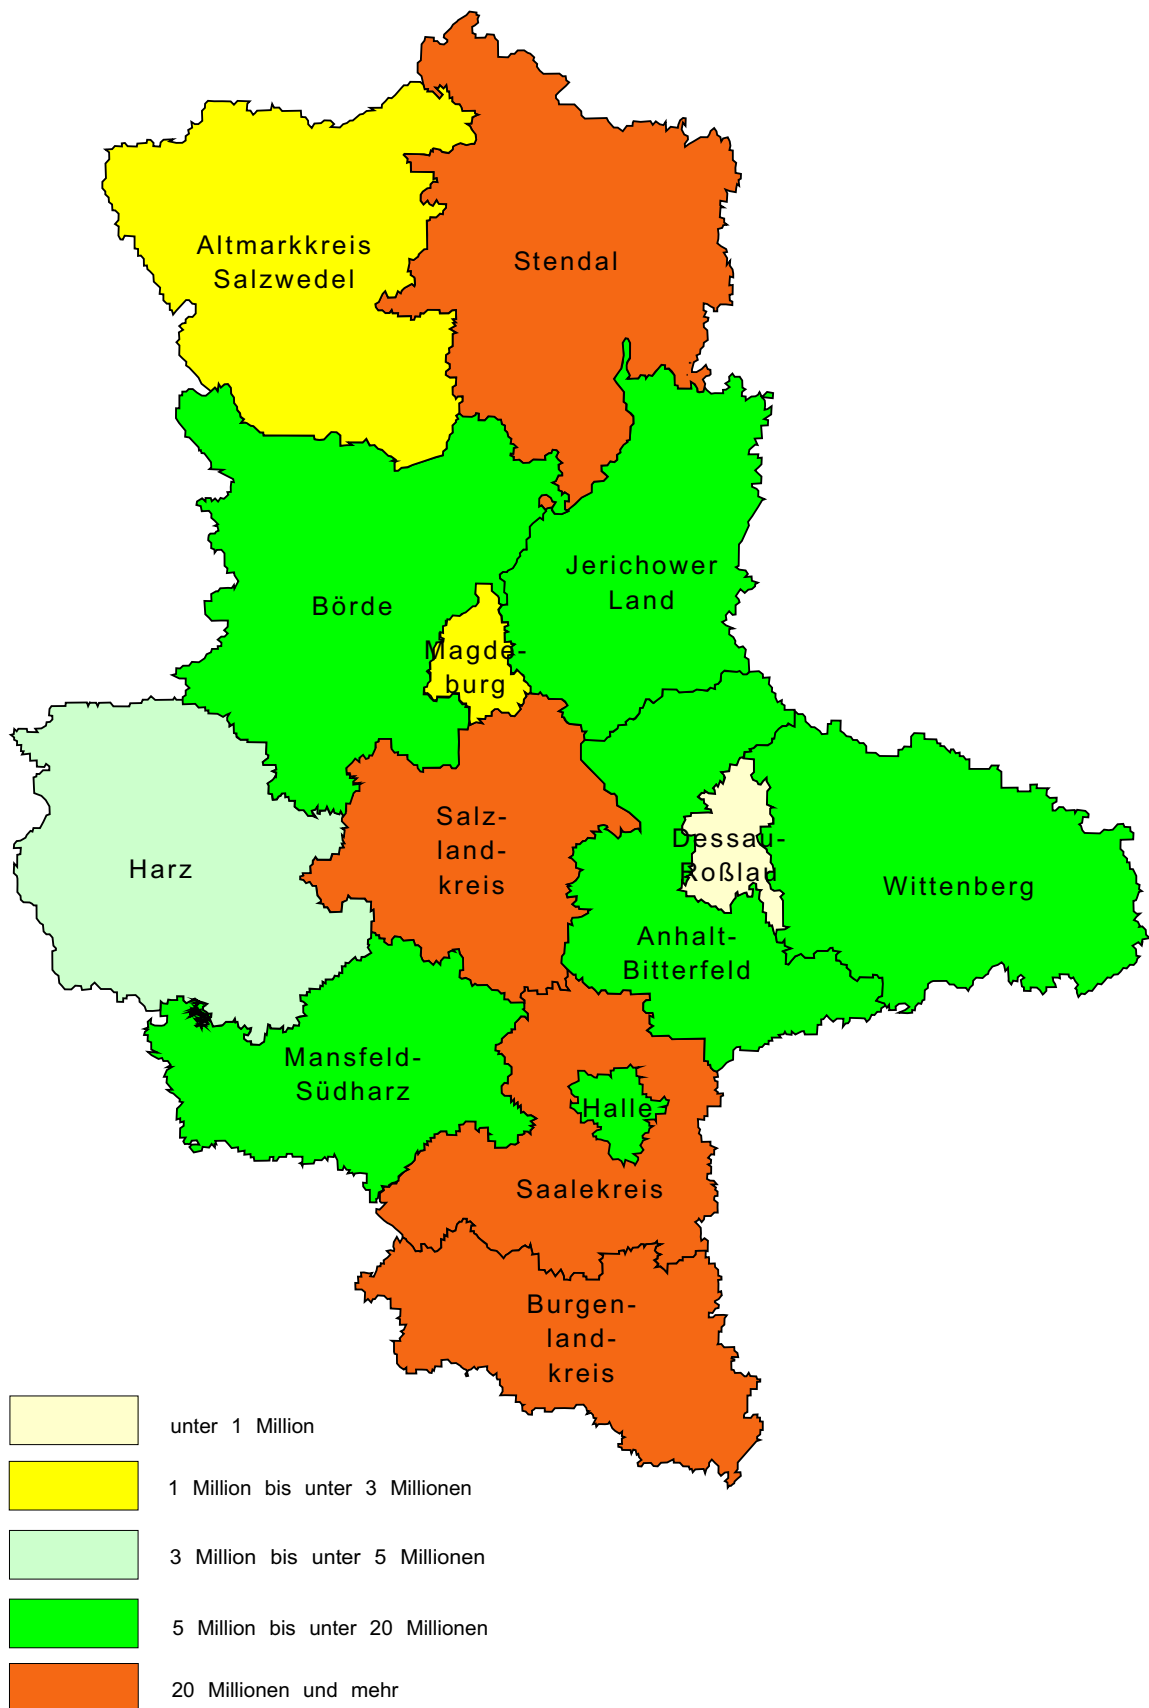 Altmarkkreis
Salzwedel
Stendal
Jerichower
Land
Börde
Magde-
burg
Salz-
land-
kreis
Harz
Dessau-
Roßlau
Wittenberg
Anhalt-
Bitterfeld
Mansfeld-
Südharz
Halle
Saalekreis
Burgen-
land-
kreis
unter 1 Million
1 Million bis unter 3 Millionen
3 Million bis unter 5 Millionen
5 Million bis unter 20 Millionen
20 Millionen und mehr